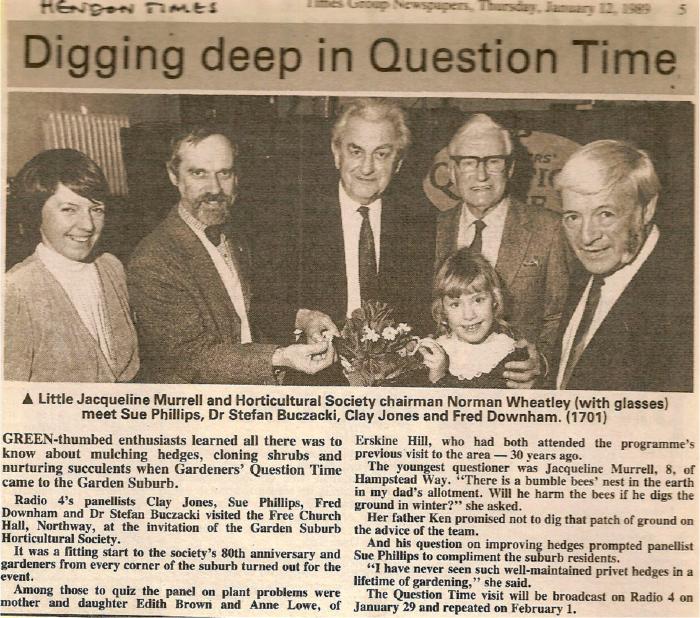 HENDON TIMES
Times Group Newspapers, Thursday, January 12, 1989 5
Digging deep in Question Time
▲ Little Jacqueline Murrell and Horticultural Society chairman Norman Wheatley (with glasses)
meet Sue Phillips, Dr Stefan Buczacki, Clay Jones and Fred Downham. (1701)
GREEN-thumbed enthusiasts learned all there was to
know about mulching hedges, cloning shrubs and
nurturing succulents when Gardeners' Question Time
came to the Garden Suburb.
Radio 4's panellists Clay Jones, Sue Phillips, Fred
Downham and Dr Stefan Buczacki visited the Free Church
Hall, Northway, at the invitation of the Garden Suburb
Horticultural Society.
It was a fitting start to the society's 80th anniversary and
gardeners from every corner of the suburb turned out for the
event.
Among those to quiz the panel on plant problems were
mother and daughter Edith Brown and Anne Lowe, of
Erskine Hill, who had both attended the programme's
previous visit to the area — 30 years ago.
The youngest questioner was Jacqueline Murrell, 8, of
Hampstead Way. "There is a bumble bees' nest in the earth
in my dad's allotment. Will he harm the bees if he digs the
ground in winter?" she asked.
Her father Ken promised not to dig that patch of ground on
the advice of the team.
And his question on improving hedges prompted panellist
Sue Phillips to compliment the suburb residents.
"I have never seen such well-maintained privet hedges in a
lifetime of gardening," she said.
The Question Time visit will be broadcast on Radio 4 on
January 29 and repeated on February 1.